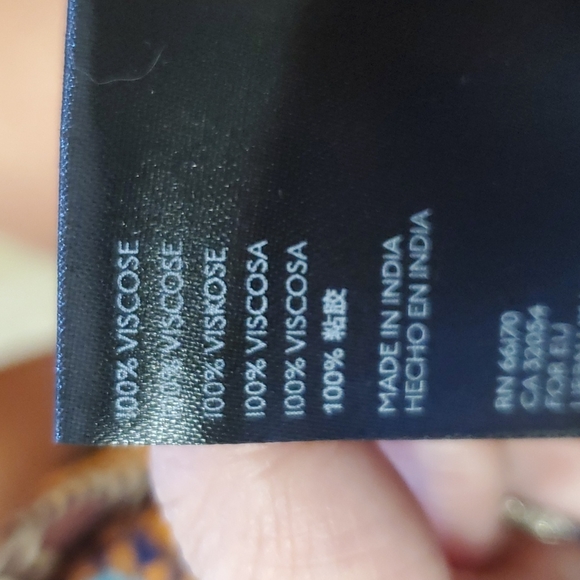 100% VISCOSE
100% VISCOSE
100% VISKOSE
100% VISCOSA
100% VISCOSA
100% 粘胶
MADE IN INDIA
HECHO EN INDIA
RN 66170
CA 32054
FOR EU